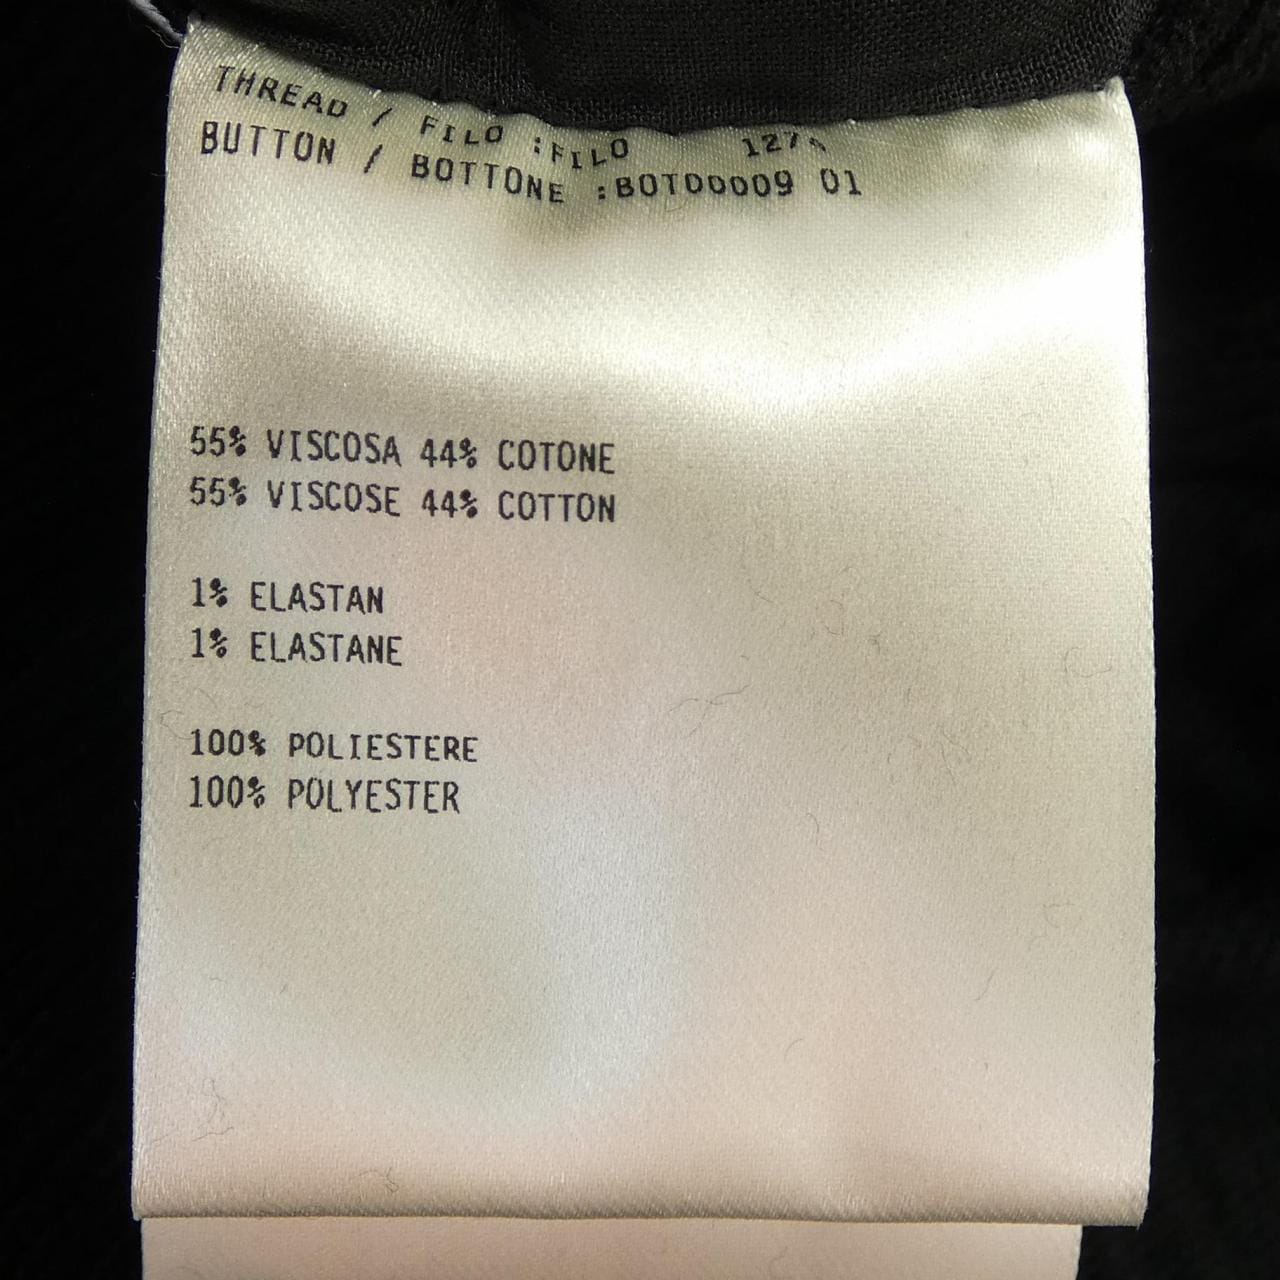 THREAD / FILO :FILO
BUTTON / BOTTONE :BOT00009 01
55% VISCOSA 44% COTONE
55% VISCOSE 44% COTTON
1% ELASTAN
1% ELASTANE
100% POLIESTERE
100% POLYESTER